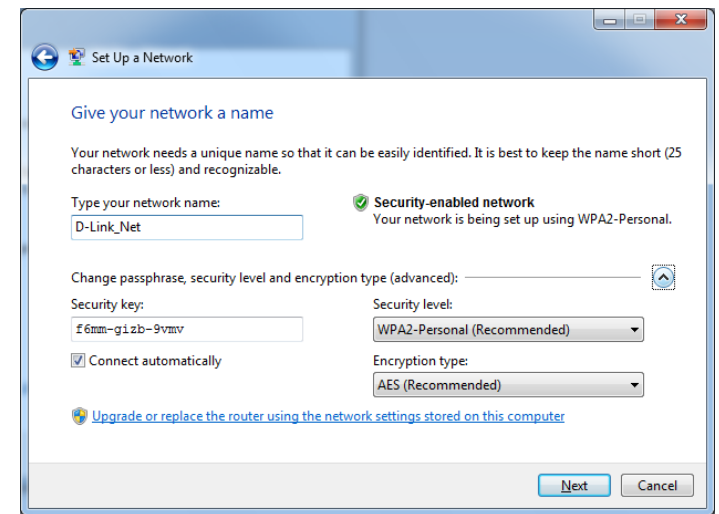 Set Up a Network
Give your network a name
Your network needs a unique name so that it can be easily identified. It is best to keep the name short (25
characters or less) and recognizable.
Type your network name:
D-Link_Net
Security-enabled network
Your network is being set up using WPA2-Personal.
Change passphrase, security level and encryption type (advanced):
Security key:
f6mm-gizb-9vmv
Security level:
WPA2-Personal (Recommended)
Connect automatically
Encryption type:
AES (Recommended)
Upgrade or replace the router using the network settings stored on this computer
Next
Cancel